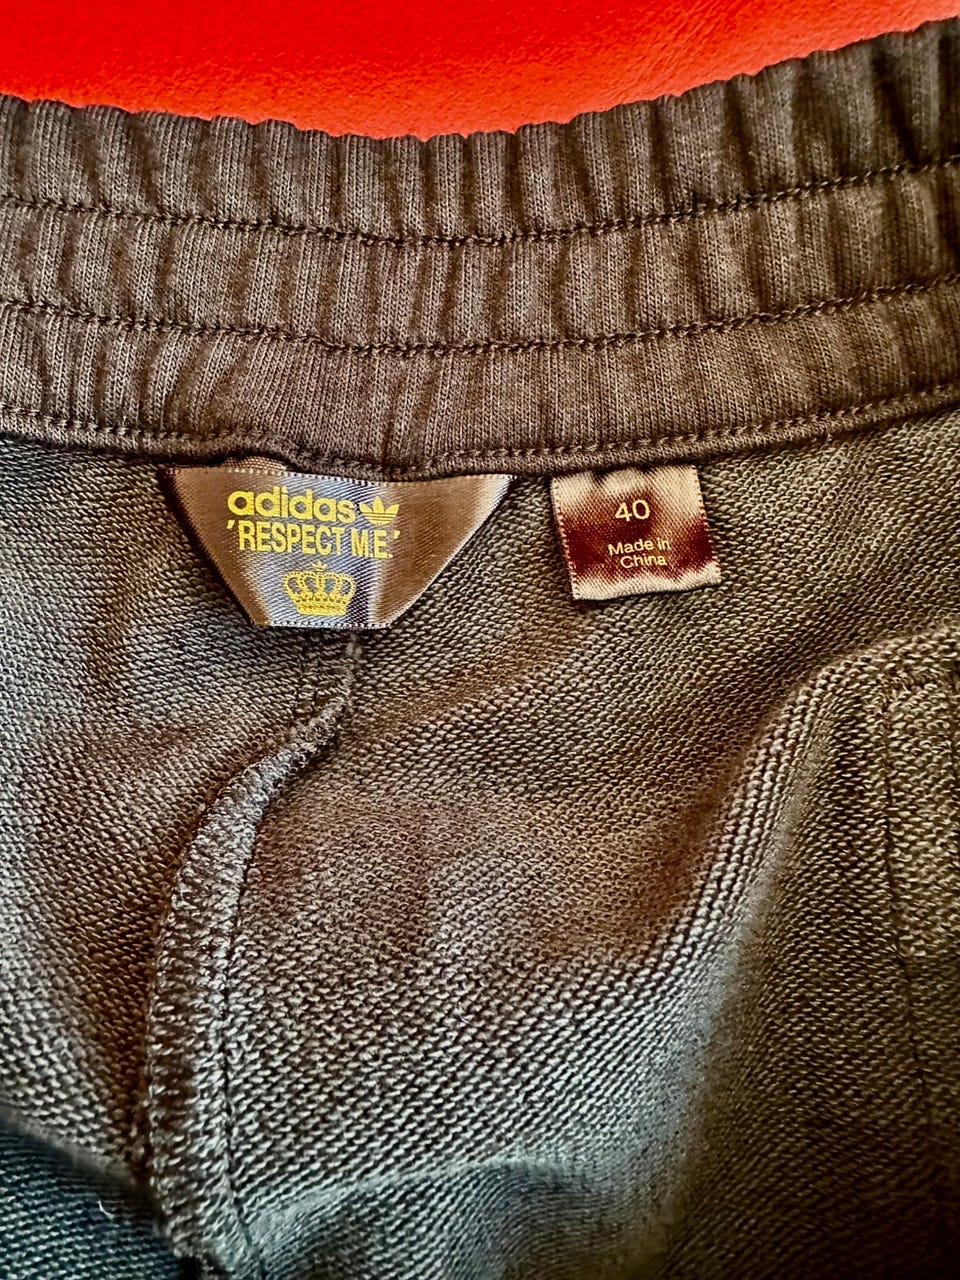 adidas
'RESPECT M.E.'
40
Made in
China